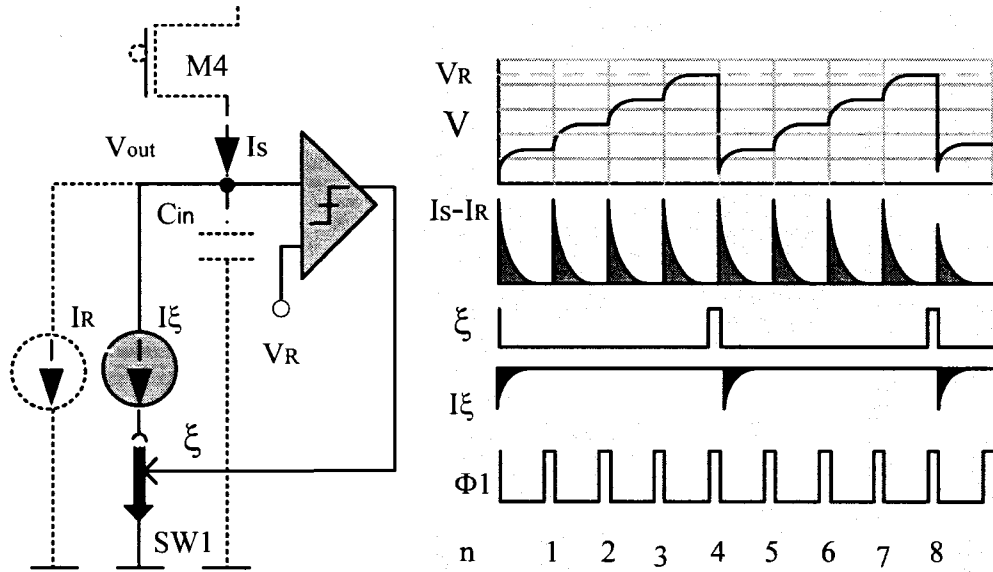 M4
Vout
Is
Cin
IR
Iξ
VR
ξ
SW1
VR
V
Is-IR
ξ
Iξ
Φ1
n 1 2 3 4 5 6 7 8